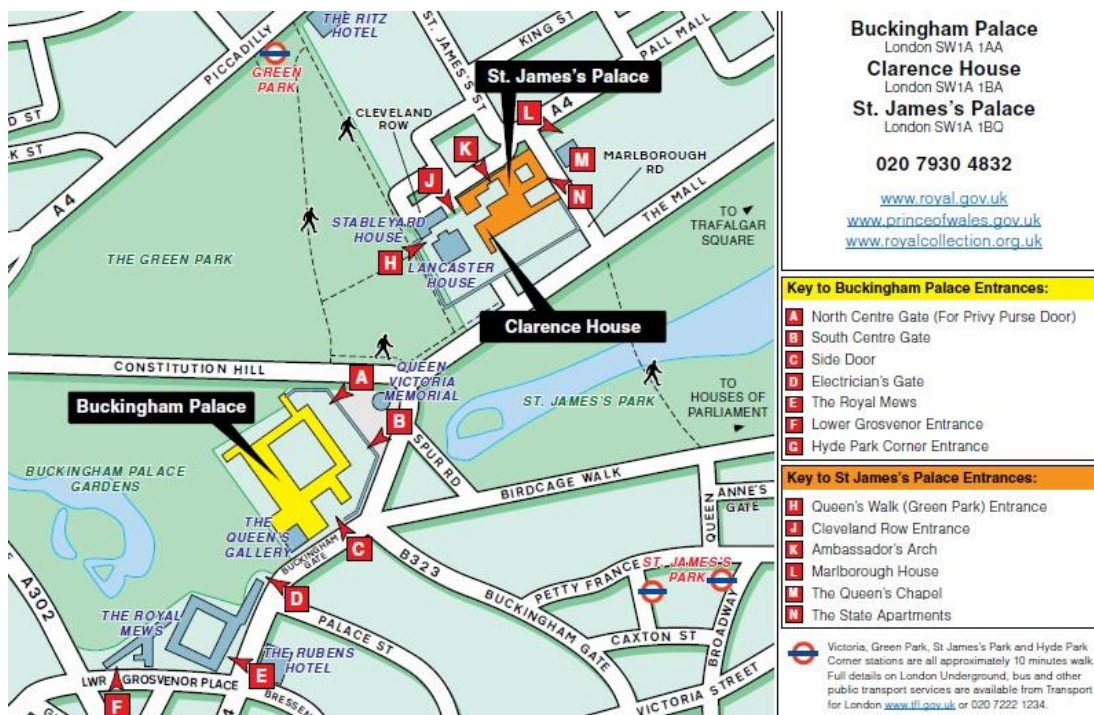 THE RITZ
HOTEL
PICCADILLY
GREEN
PARK
ST. JAMES'S ST
KING ST
PALL MALL
A4
St. James's Palace
L
CLEVELAND
ROW
K
M
MARLBOROUGH
RD
J
N
THE MALL
A4
STABLEYARD
HOUSE
TO
TRAFALGAR
SQUARE
H
LANCASTER
HOUSE
THE GREEN PARK
Clarence House
CONSTITUTION HILL
A
QUEEN
VICTORIA
MEMORIAL
ST. JAMES'S PARK
TO
HOUSES OF
PARLIAMENT
Buckingham Palace
B
SPUR RD
BUCKINGHAM PALACE
GARDENS
BIRDCAGE WALK
QUEEN
ANNE'S
GATE
THE
QUEEN'S
GALLERY
BUCKINGHAM
GATE
C
B323
BUCKINGHAM GATE
PETTY FRANCE
ST. JAMES'S
PARK
BROADWAY
A302
D
THE ROYAL
MEWS
PALACE ST
CAXTON ST
THE RUBENS
HOTEL
E
LWR GROSVENOR PLACE
F
VICTORIA STREET
Buckingham Palace
London SW1A 1AA
Clarence House
London SW1A 1BA
St. James's Palace
London SW1A 1BQ
020 7930 4832
www.royal.gov.uk
www.princeofwales.gov.uk
www.royalcollection.org.uk
Key to Buckingham Palace Entrances:
A North Centre Gate (For Privy Purse Door)
B South Centre Gate
C Side Door
D Electrician's Gate
E The Royal Mews
F Lower Grosvenor Entrance
G Hyde Park Corner Entrance
Key to St James's Palace Entrances:
H Queen's Walk (Green Park) Entrance
J Cleveland Row Entrance
K Ambassador's Arch
L Marlborough House
M The Queen's Chapel
N The State Apartments
Victoria, Green Park, St James's Park and Hyde Park
Corner stations are all approximately 10 minutes walk.
Full details on London Underground, bus and other
public transport services are available from Transport
for London www.tfl.gov.uk or 020 7222 1234.